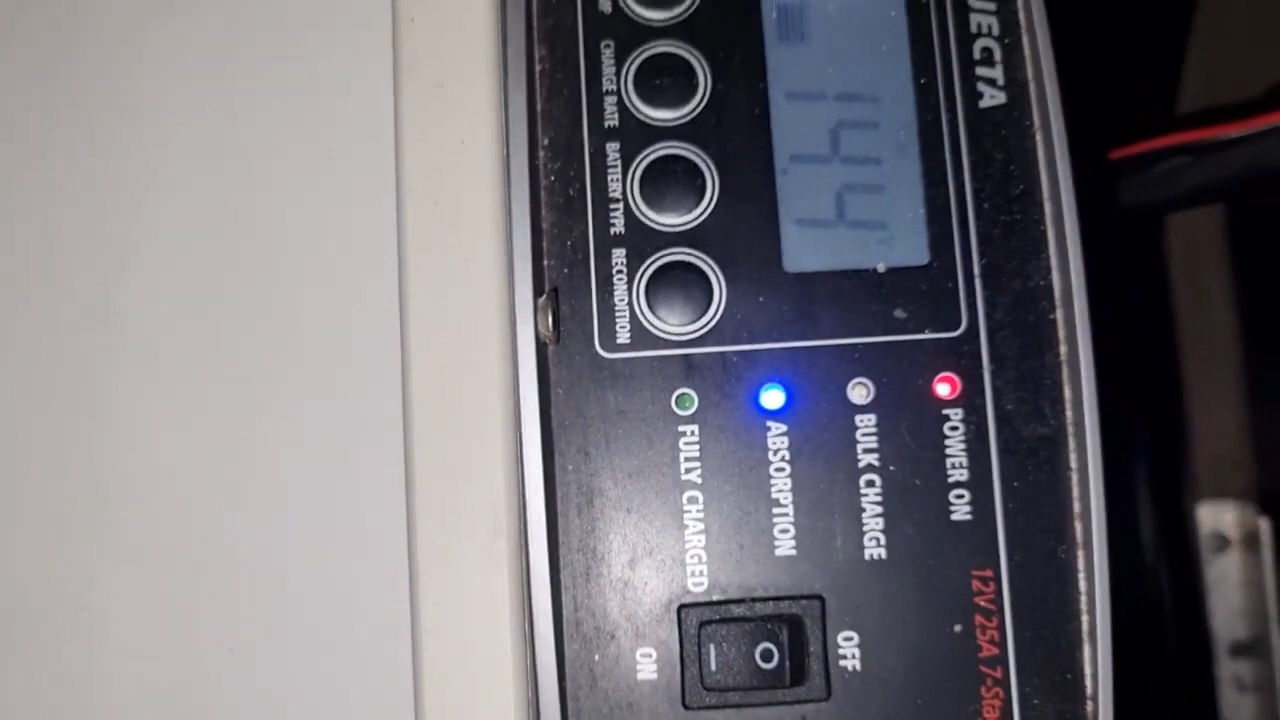 JECTA
14.4
V
CHARGE RATE
BATTERY TYPE
RECONDITION
POWER ON
BULK CHARGE
ABSORPTION
FULLY CHARGED
12V 25A 7-Sta
OFF
ON